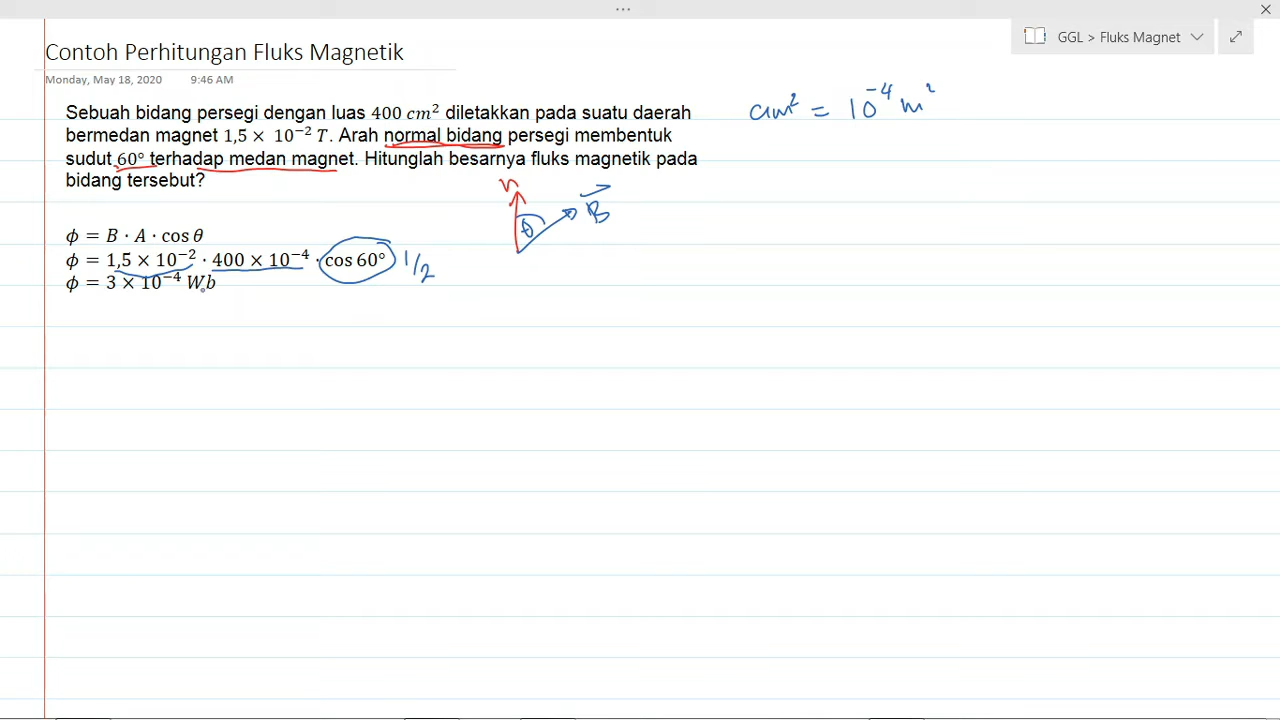 GGL > Fluks Magnet
Contoh Perhitungan Fluks Magnetik
Monday, May 18, 2020 9:46 AM
Sebuah bidang persegi dengan luas 400 cm² diletakkan pada suatu daerah
bermedan magnet 1,5 × 10⁻² T. Arah normal bidang persegi membentuk
sudut 60° terhadap medan magnet. Hitunglah besarnya fluks magnetik pada
bidang tersebut?
cm² = 10⁻⁴ m²
n
B
θ
ϕ = B · A · cos θ
ϕ = 1,5 × 10⁻² · 400 × 10⁻⁴ · cos 60° 1/2
ϕ = 3 × 10⁻⁴ Wb